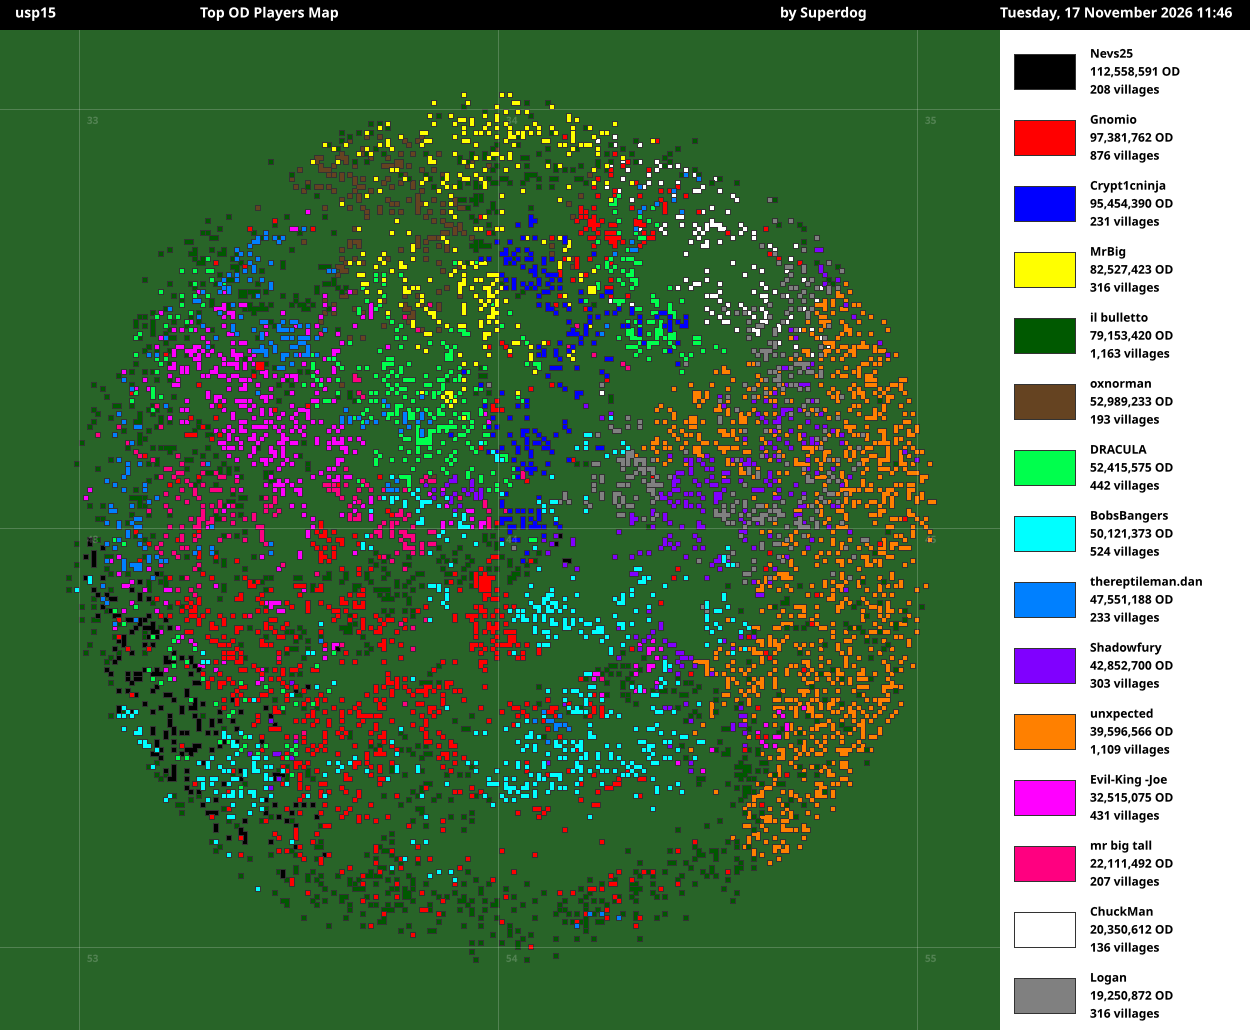 usp15
Top OD Players Map
by Superdog
Tuesday, 17 November 2026 11:46
33
34
35
53
54
55
Nevs25
112,558,591 OD
208 villages
Gnomio
97,381,762 OD
876 villages
Crypt1cninja
95,454,390 OD
231 villages
MrBig
82,527,423 OD
316 villages
il bulletto
79,153,420 OD
1,163 villages
oxnorman
52,989,233 OD
193 villages
DRACULA
52,415,575 OD
442 villages
BobsBangers
50,121,373 OD
524 villages
thereptileman.dan
47,551,188 OD
233 villages
Shadowfury
42,852,700 OD
303 villages
unxpected
39,596,566 OD
1,109 villages
Evil-King -Joe
32,515,075 OD
431 villages
mr big tall
22,111,492 OD
207 villages
ChuckMan
20,350,612 OD
136 villages
Logan
19,250,872 OD
316 villages